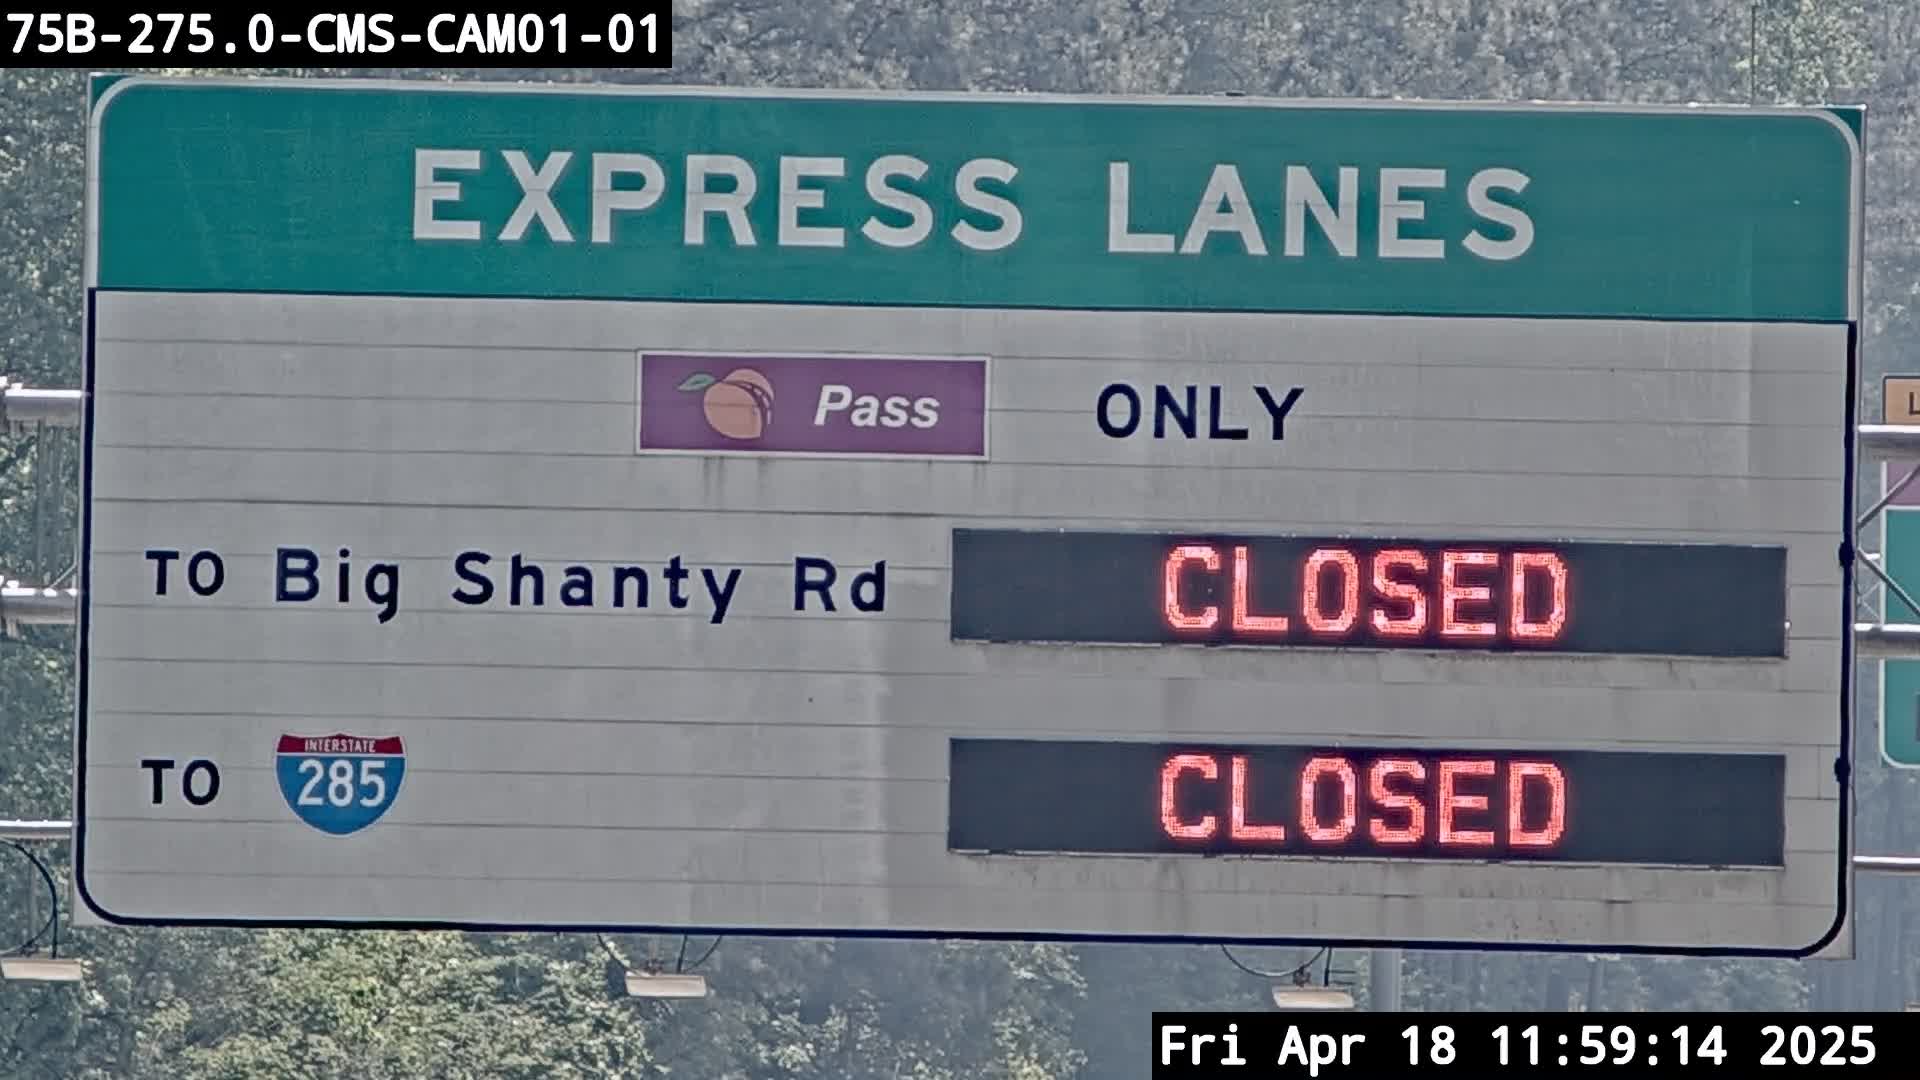 75B-275.0-CMS-CAM01-01
EXPRESS LANES
Pass ONLY
TO Big Shanty Rd CLOSED
TO INTERSTATE 285 CLOSED
Fri Apr 18 11:59:14 2025